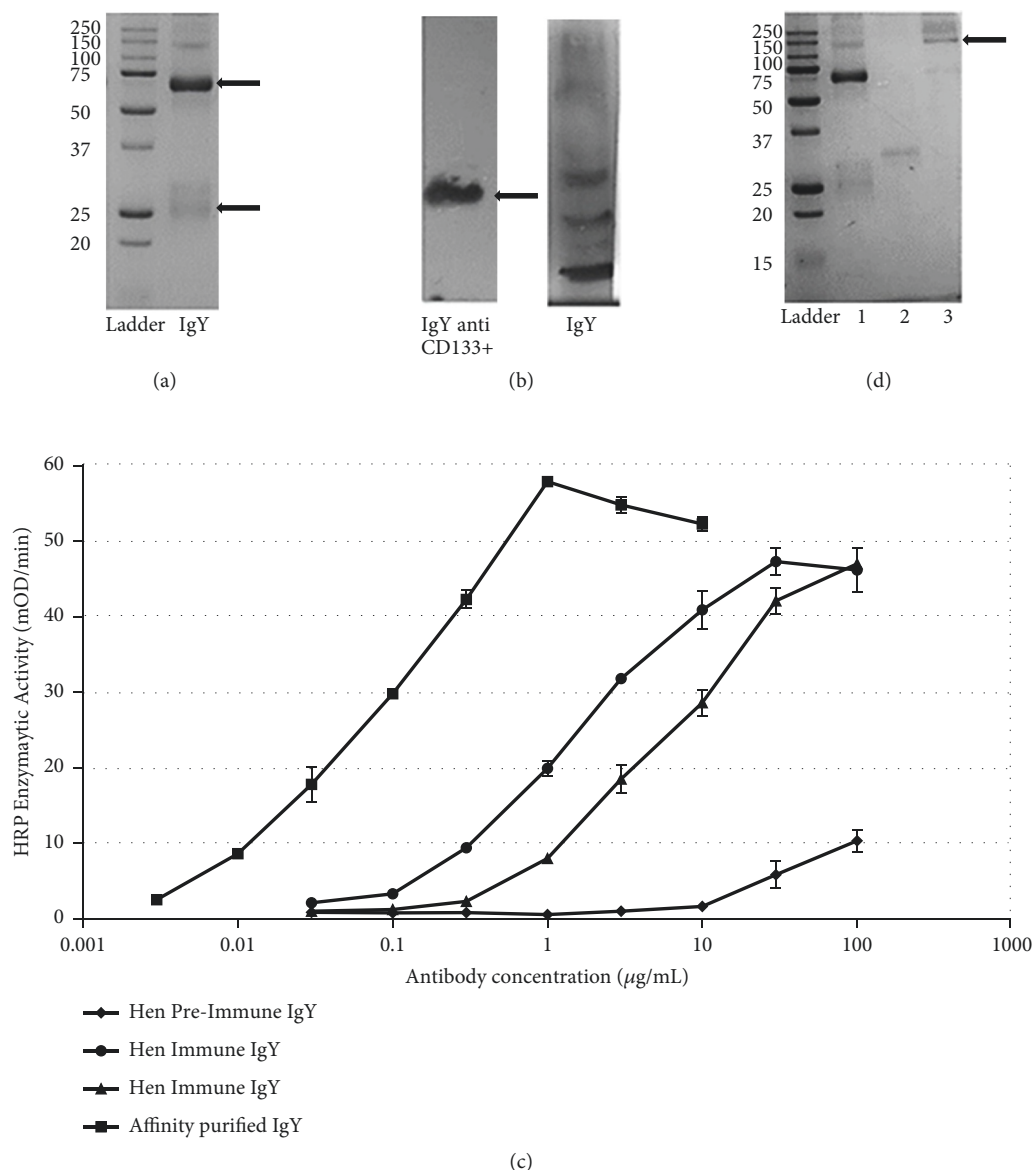 250
150
100
75
50
37
25
20
Ladder IgY
(a)
IgY anti
CD133+
IgY
(b)
250
150
100
75
50
37
25
20
15
Ladder 1 2 3
(d)
HRP Enzymaytic Activity (mOD/min)
60
50
40
30
20
10
0
0.001 0.01 0.1 1 10 100 1000
Antibody concentration (μg/mL)
Hen Pre-Immune IgY
Hen Immune IgY
Hen Immune IgY
Affinity purified IgY
(c)